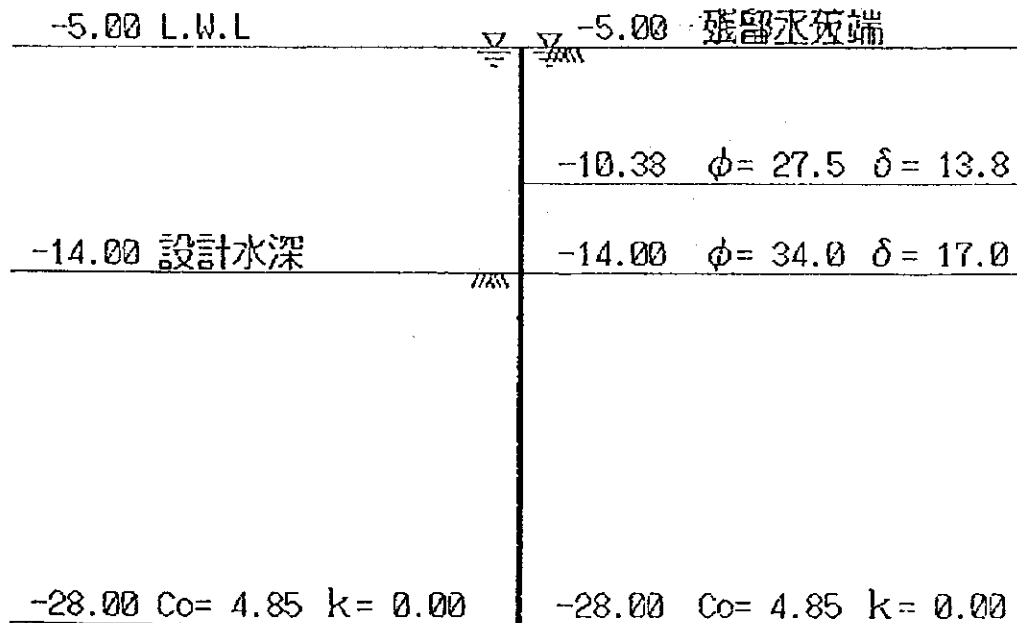 -5.00 L.W.L
-5.00 残留水位 端
-10.38 φ= 27.5 δ= 13.8
-14.00 設計水深
-14.00 φ= 34.0 δ= 17.0
-28.00 Co= 4.85 k= 0.00
-28.00 Co= 4.85 k= 0.00